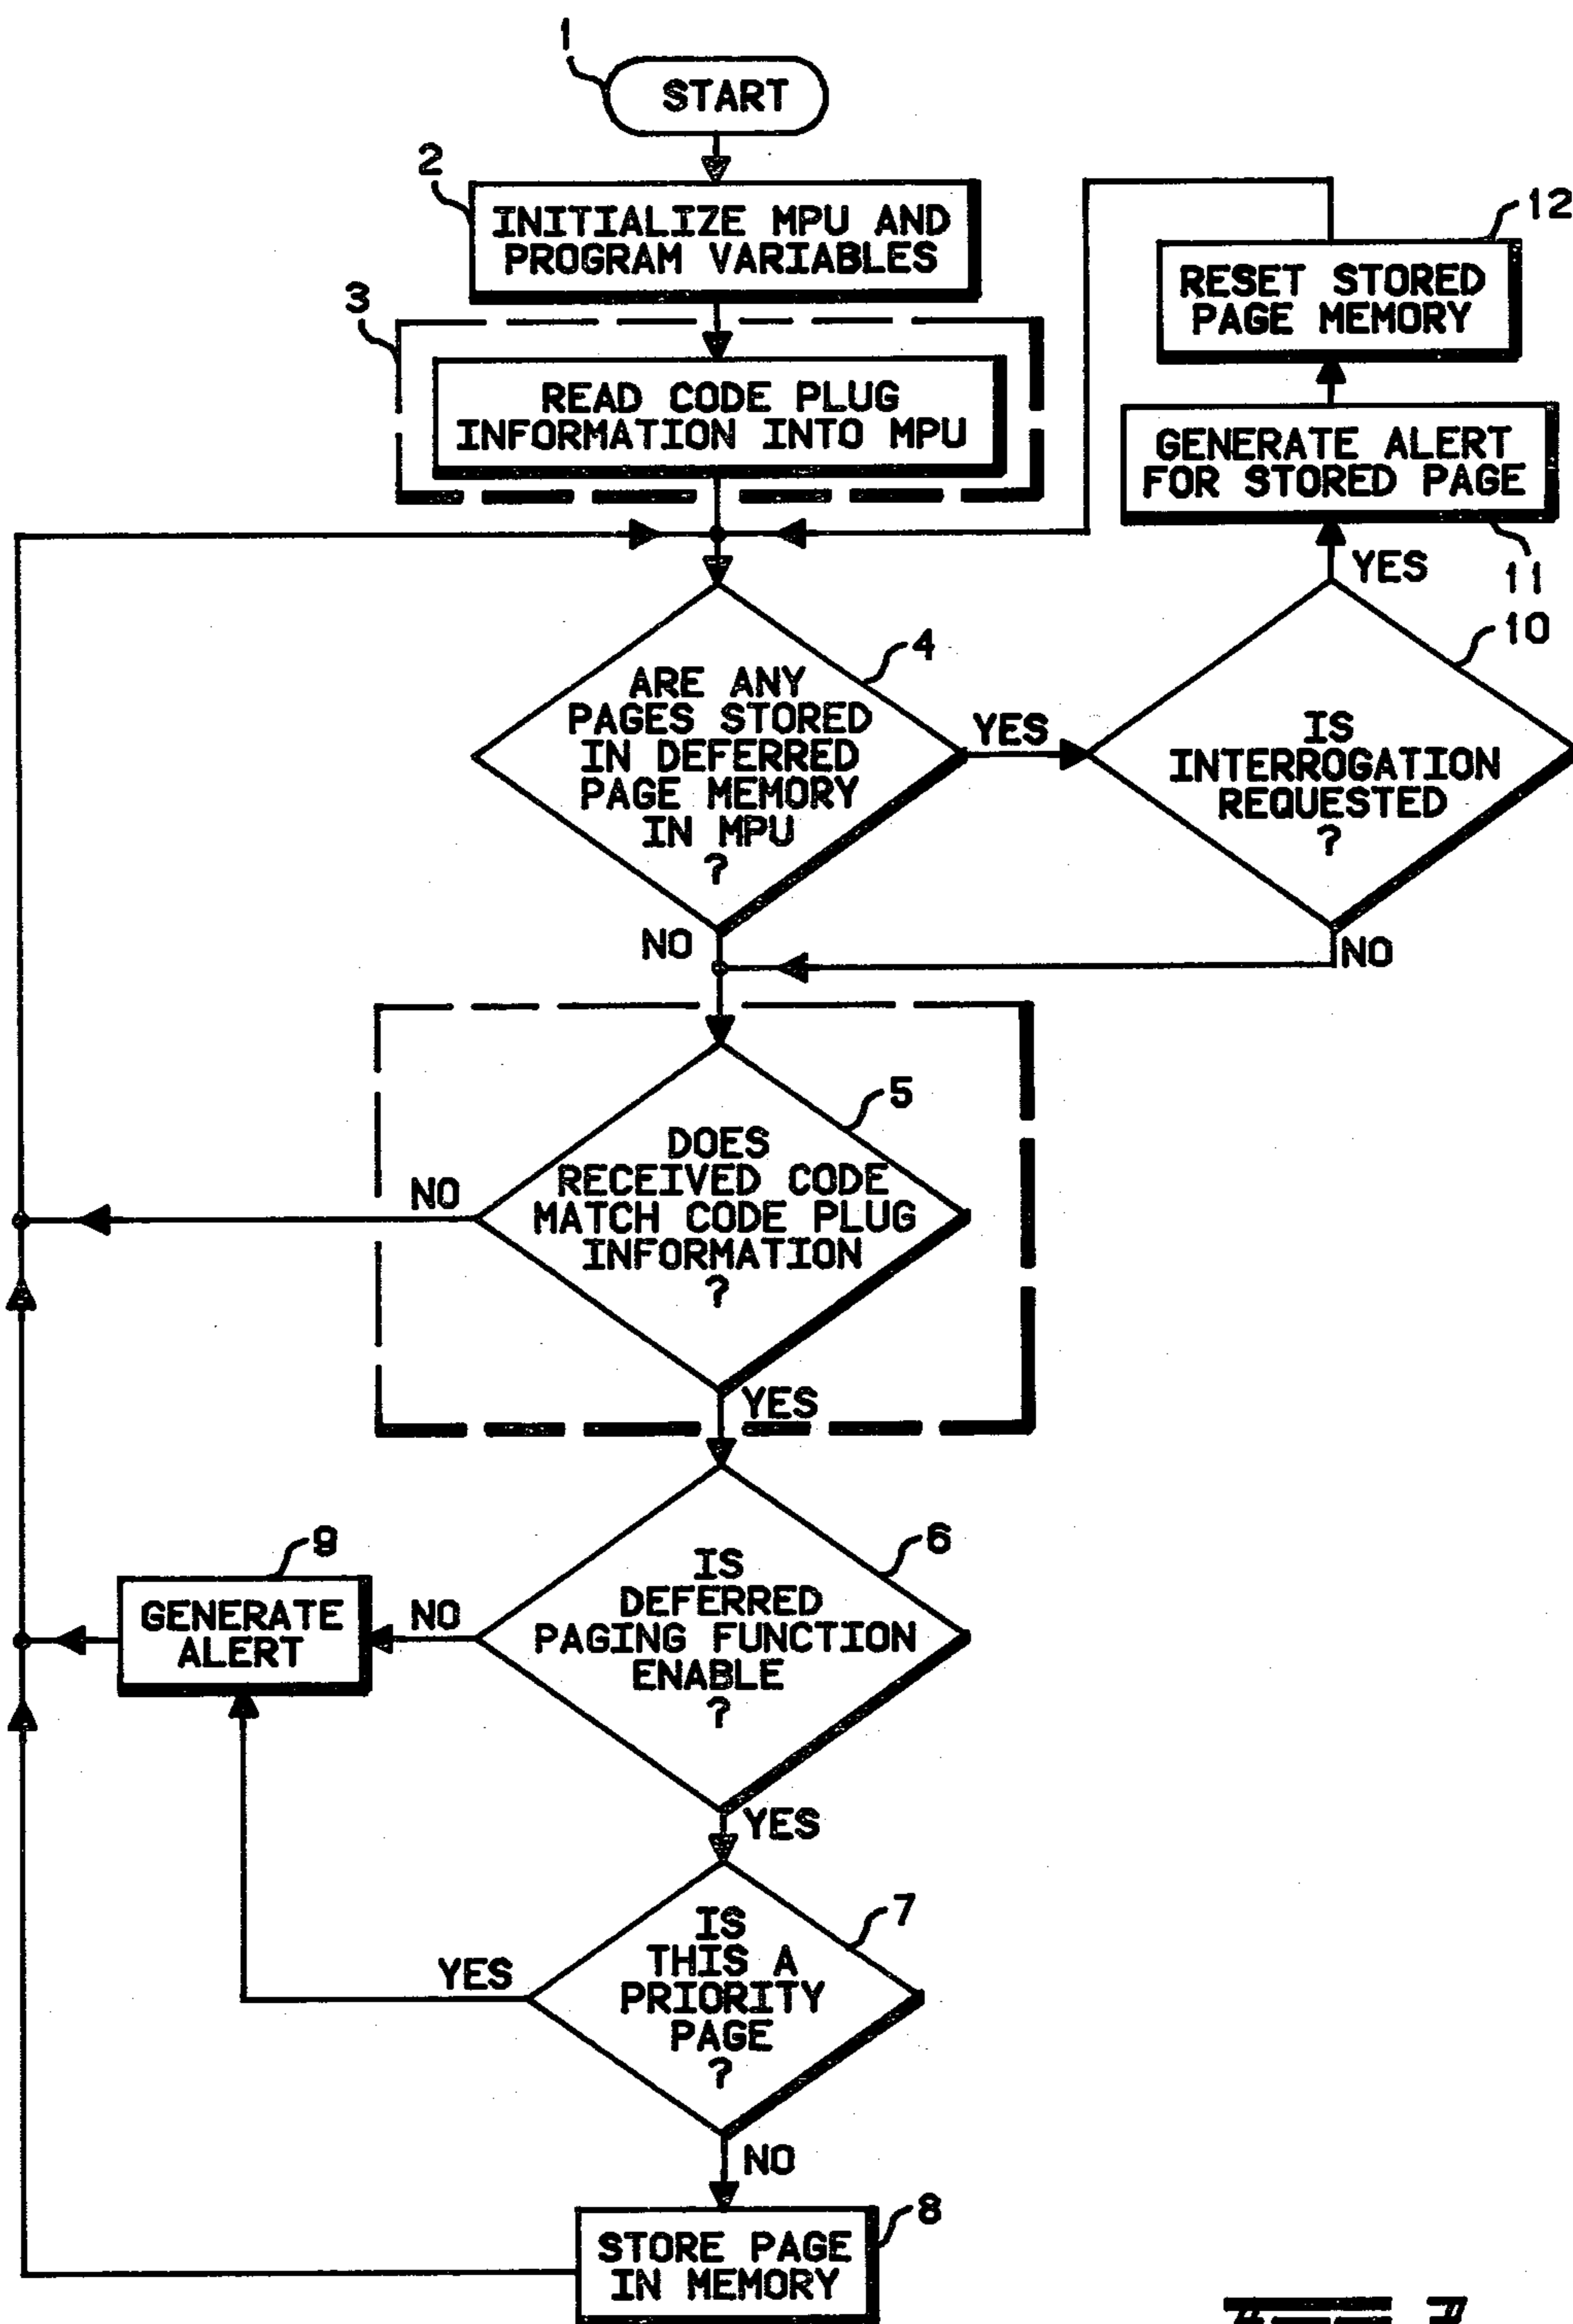 1
START
2
INITIALIZE MPU AND
PROGRAM VARIABLES
3
READ CODE PLUG
INFORMATION INTO MPU
12
RESET STORED
PAGE MEMORY
GENERATE ALERT
FOR STORED PAGE
11
YES
10
4
ARE ANY
PAGES STORED
IN DEFERRED
PAGE MEMORY
IN MPU
?
YES
IS
INTERROGATION
REQUESTED
?
NO
NO
5
DOES
RECEIVED CODE
MATCH CODE PLUG
INFORMATION
?
NO
YES
6
IS
DEFERRED
PAGING FUNCTION
ENABLE
?
NO
9
GENERATE
ALERT
YES
7
IS
THIS A
PRIORITY
PAGE
?
YES
NO
8
STORE PAGE
IN MEMORY